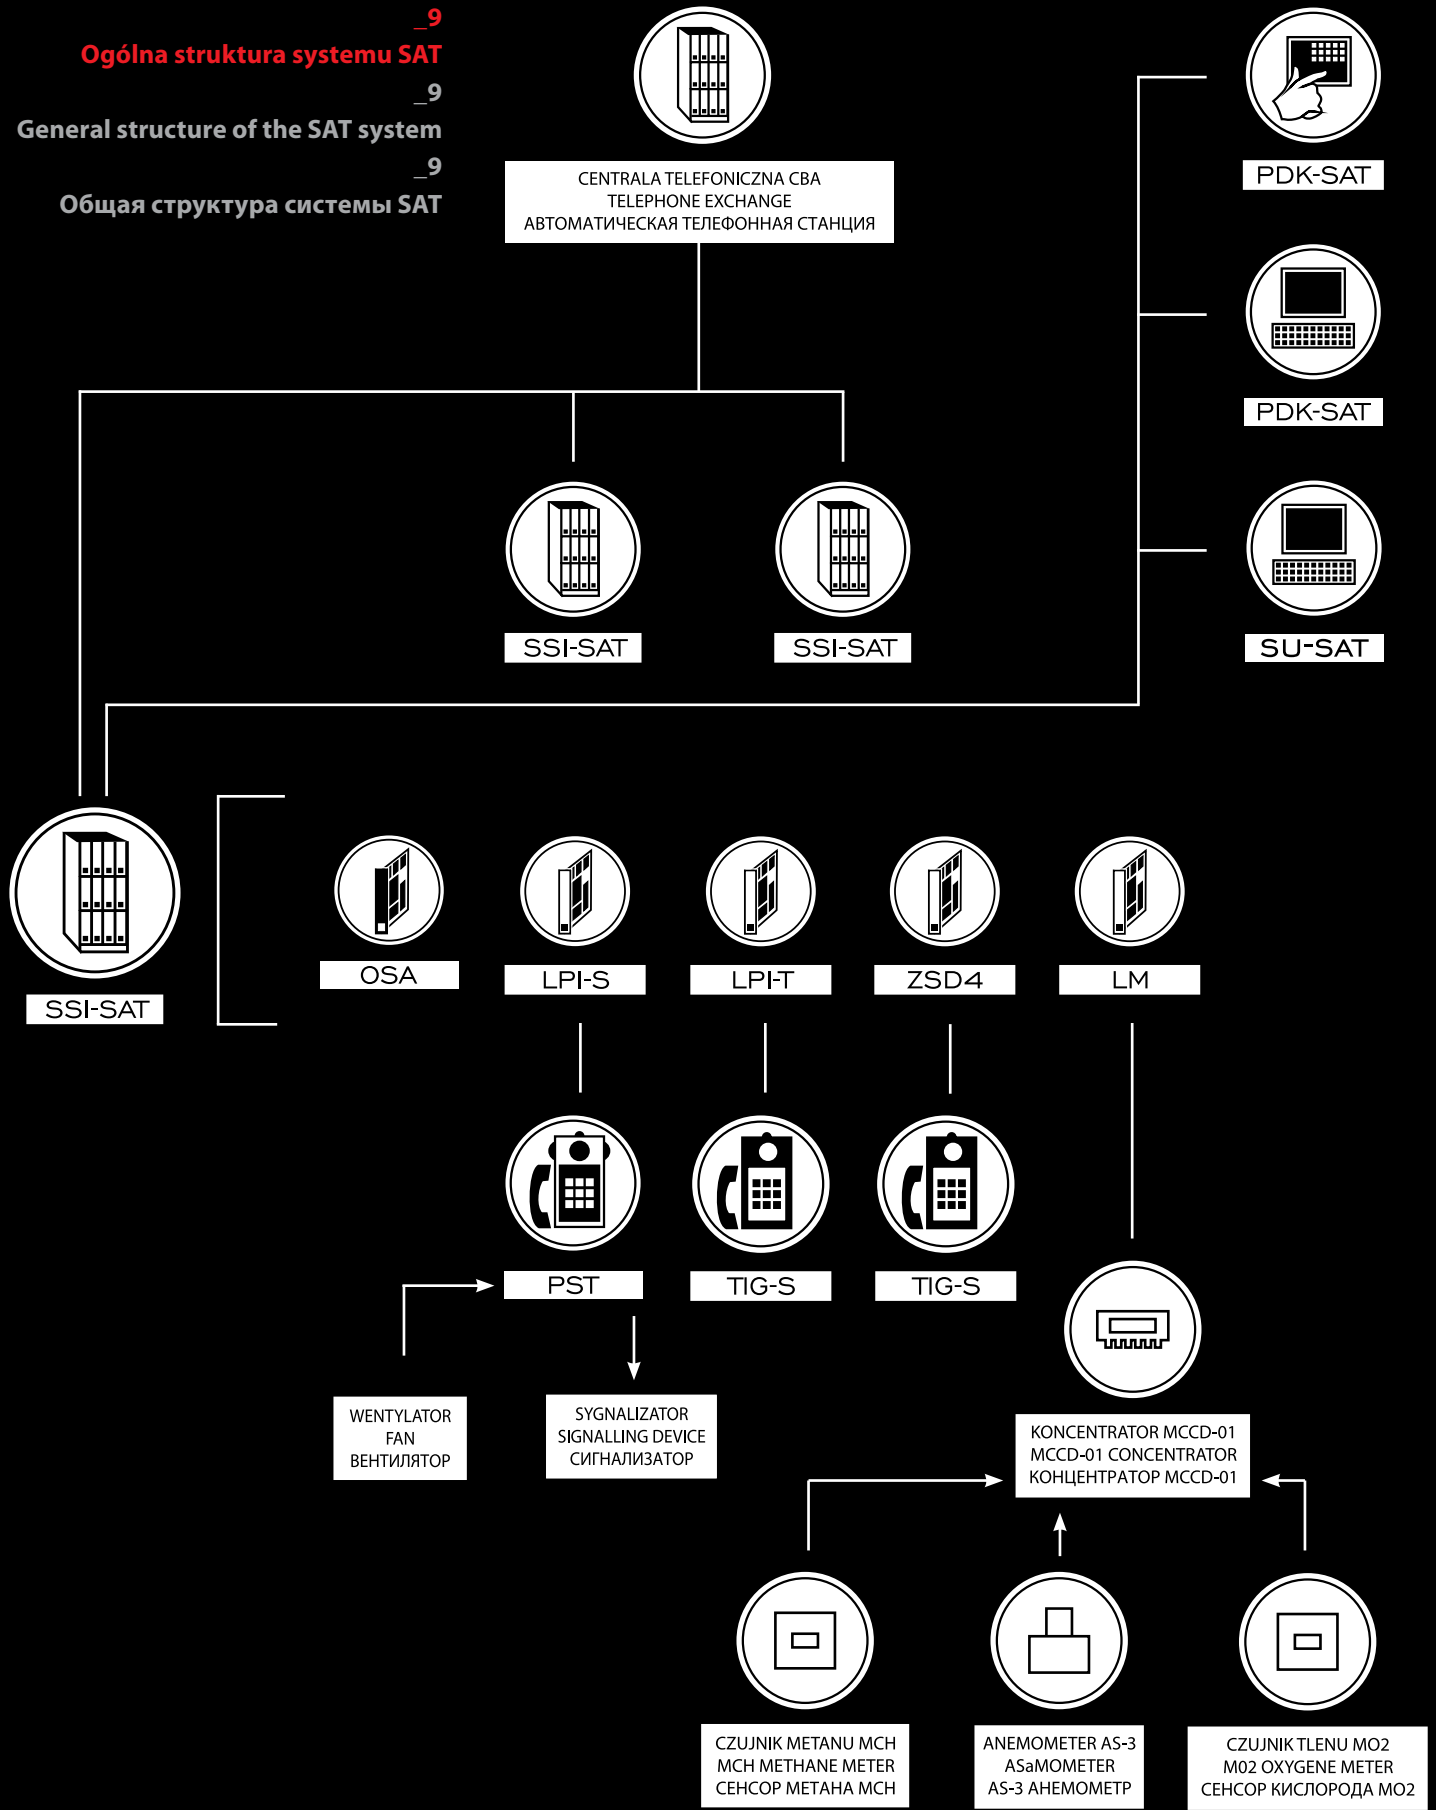 _9
Ogólna struktura systemu SAT
_9
General structure of the SAT system
_9
Общая структура системы SAT
CENTRALA TELEFONICZNA CBA
TELEPHONE EXCHANGE
АВТОМАТИЧЕСКАЯ ТЕЛЕФОННАЯ СТАНЦИЯ
PDK-SAT
PDK-SAT
SU-SAT
SSI-SAT
SSI-SAT
SSI-SAT
OSA
LPI-S
LPI-T
ZSD4
LM
PST
TIG-S
TIG-S
WENTYLATOR
FAN
ВЕНТИЛЯТОР
SYGNALIZATOR
SIGNALLING DEVICE
СИГНАЛИЗАТОР
KONCENTRATOR MCCD-01
MCCD-01 CONCENTRATOR
КОНЦЕНТРАТОР MCCD-01
CZUJNIK METANU MCH
MCH METHANE METER
СЕНСОР МЕТАНА MCH
ANEMOMETER AS-3
ASaMOMETER
AS-3 АНЕМОМЕТР
CZUJNIK TLENU MO2
M02 OXYGENE METER
СЕНСОР КИСЛОРОДА MO2